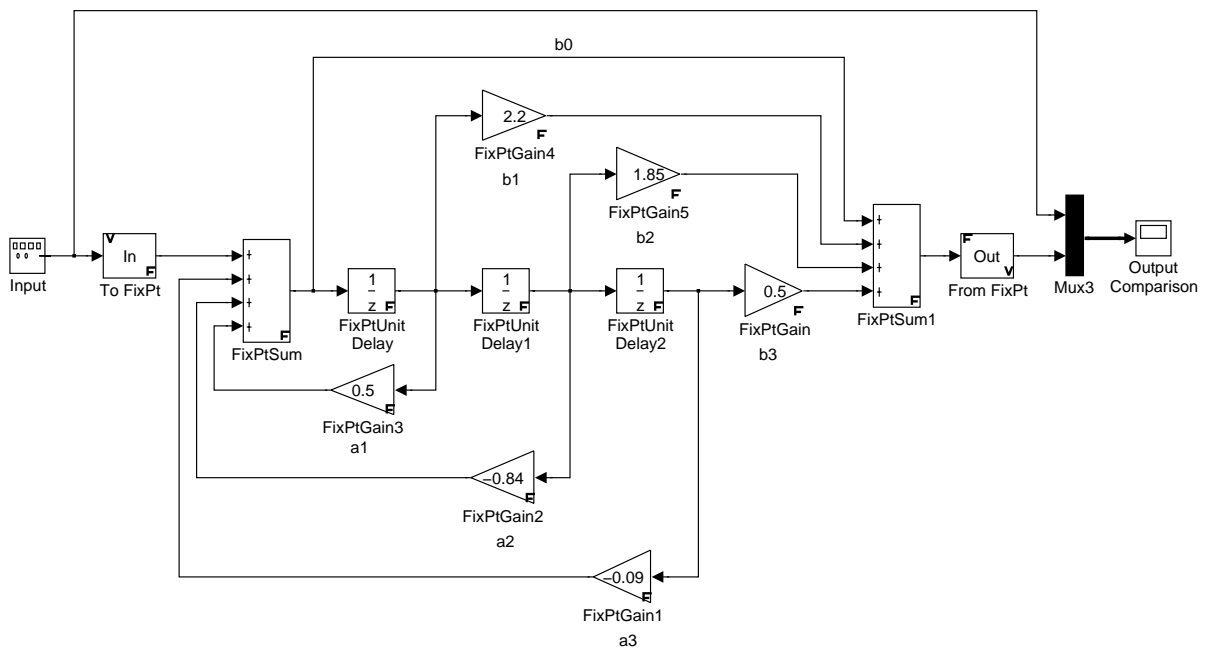 b0
2.2
FixPtGain4
b1
1.85
FixPtGain5
b2
Input
V
In
F
To FixPt
+
+
+
+
F
FixPtSum
1
z
F
FixPtUnit
Delay
1
z
F
FixPtUnit
Delay1
1
z
F
FixPtUnit
Delay2
0.5
F
FixPtGain
b3
+
+
+
+
F
FixPtSum1
F
Out
V
From FixPt
Mux3
Output
Comparison
F
F
0.5
F
FixPtGain3
a1
−0.84
F
FixPtGain2
a2
−0.09
F
FixPtGain1
a3